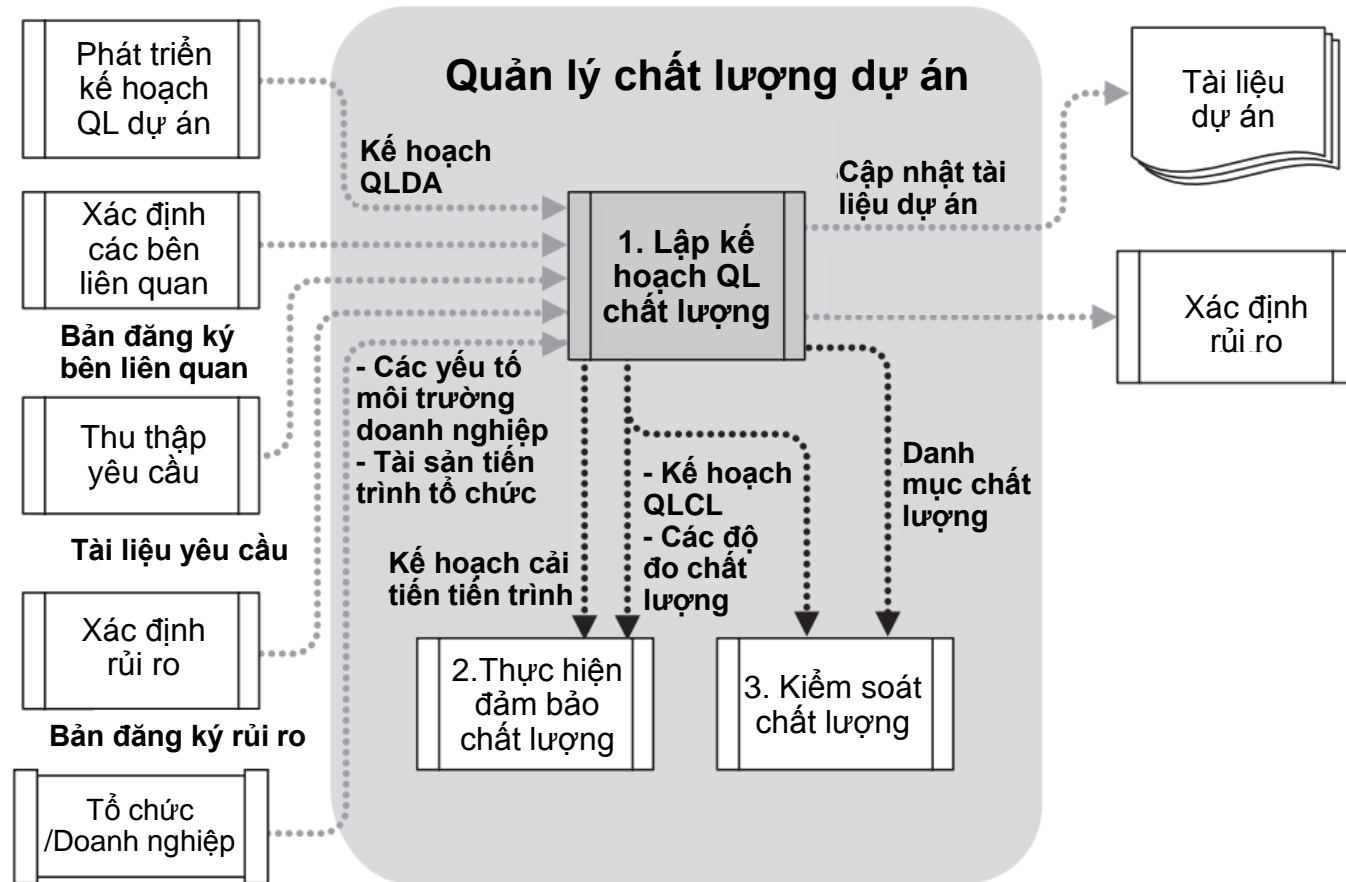 Quản lý chất lượng dự án
Phát triển
kế hoạch
QL dự án
Kế hoạch
QLDA
Xác định
các bên
liên quan
Bản đăng ký
bên liên quan
Thu thập
yêu cầu
Tài liệu yêu cầu
Xác định
rủi ro
Bản đăng ký rủi ro
Tổ chức
/Doanh nghiệp
- Các yếu tố
môi trường
doanh nghiệp
- Tài sản tiến
trình tổ chức
1. Lập kế
hoạch QL
chất lượng
Cập nhật tài
liệu dự án
Tài liệu
dự án
Xác định
rủi ro
Kế hoạch cải
tiến tiến trình
- Kế hoạch
QLCL
- Các độ
đo chất
lượng
Danh
mục chất
lượng
2.Thực hiện
đảm bảo
chất lượng
3. Kiểm soát
chất lượng